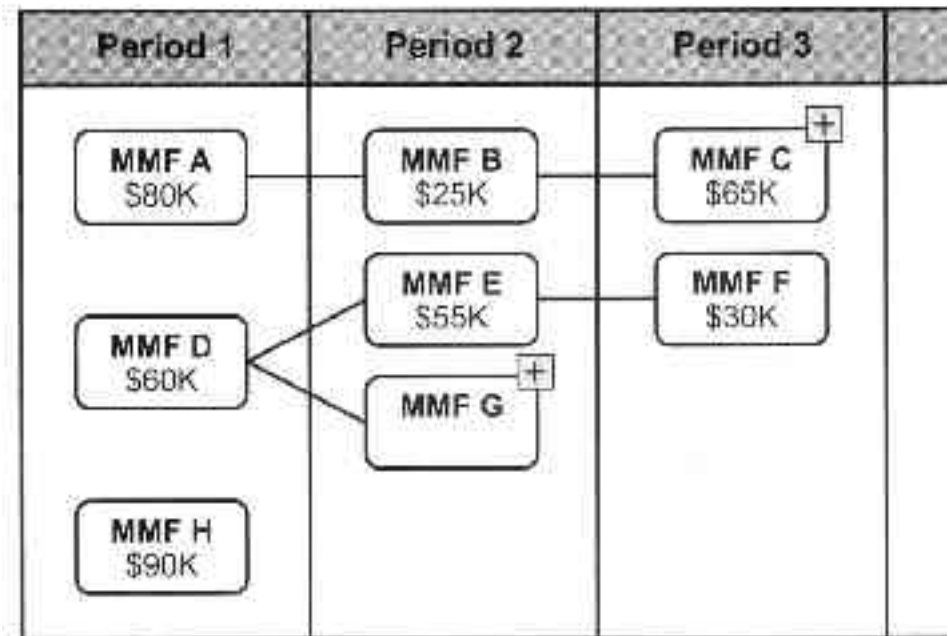 Period 1 Period 2 Period 3
MMF A MMF B MMF C
$80K $25K $65K
MMF E MMF F
$55K $30K
MMF D
$60K
MMF G
MMF H
$90K